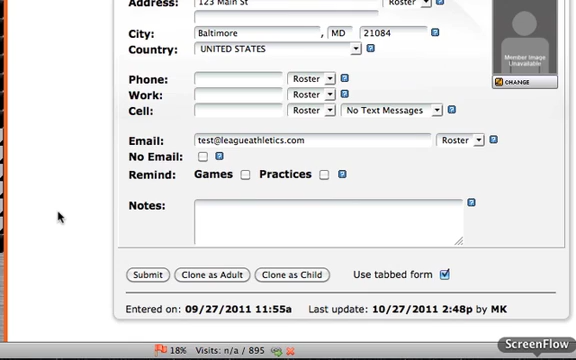 Address: 123 Main St Roster
City: Baltimore , MD 21084
Country: UNITED STATES
Member Image
Unavailable
CHANGE
Phone: Roster
Work: Roster
Cell: Roster No Text Messages
Email: test@leagueathletics.com Roster
No Email:
Remind: Games Practices
Notes:
Submit Clone as Adult Clone as Child Use tabbed form
Entered on: 09/27/2011 11:55a Last update: 10/27/2011 2:48p by MK
18% Visits: n/a / 895
ScreenFlow